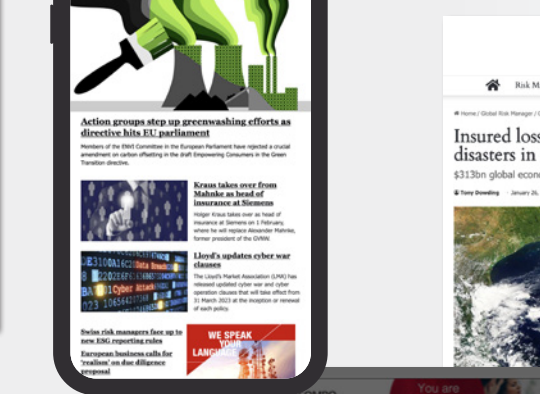 Action groups step up greenwashing efforts as
directive hits EU parliament
Members of the ENVI Committee in the European Parliament have rejected a crucial
amendment on carbon offsetting in the draft Empowering Consumers in the Green
Transition directive.
Kraus takes over from
Mahnke as head of
insurance at Siemens
Holger Kraus takes over as head of
insurance at Siemens on 1 February,
where he will replace Alexander Mahnke,
former president of the GVNW.
Data Breach
Cyber Attack
Lloyd's updates cyber war
clauses
The Lloyd's Market Association (LMA) has
released updated cyber war and cyber
operation clauses that will take effect from
31 March 2023 at the inception or renewal
of each policy.
Swiss risk managers face up to
new ESG reporting rules
European business calls for
'realism' on due diligence
proposal
WE SPEAK
YOUR
LANGUAGE
Risk M
Home / Global Risk Manager /
Insured loss
disasters in
$313bn global econo
Tony Dowding - January 26,
You are